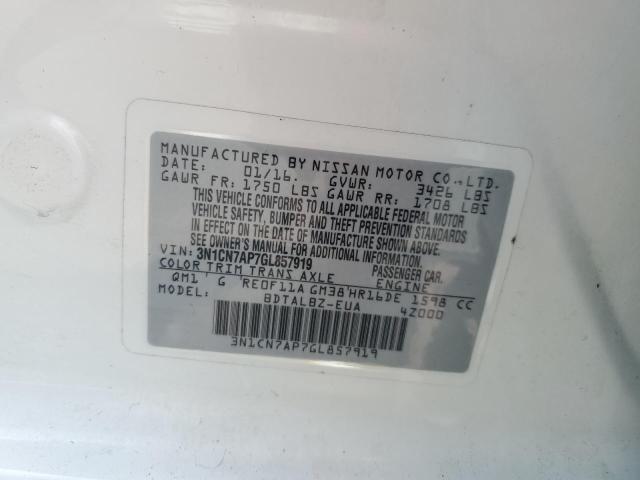 MANUFACTURED BY NISSAN MOTOR CO.,LTD.
DATE: 01/16. GVWR: 3426 LBS
GAWR FR: 1750 LBS GAWR RR: 1708 LBS
THIS VEHICLE CONFORMS TO ALL APPLICABLE FEDERAL MOTOR
VEHICLE SAFETY, BUMPER AND THEFT PREVENTION STANDARDS
IN EFFECT ON THE DATE OF MANUFACTURE SHOWN ABOVE.
SEE OWNER'S MANUAL FOR MORE INFORMATION.
VIN: 3N1CN7AP7GL857919 PASSENGER CAR.
COLOR TRIM TRANS AXLE ENGINE
QM1 G RE0F11A GM38 HR16DE 1598 CC
MODEL: BDTALBZ-EUA 4Z000
3N1CN7AP7GL857919